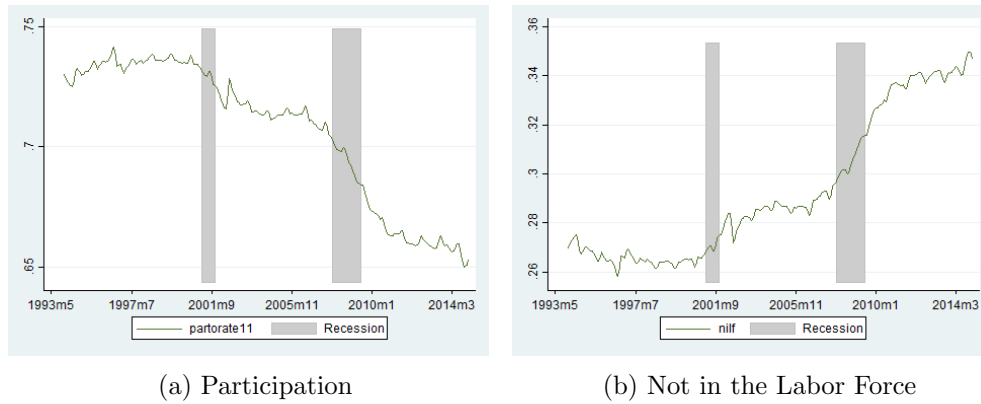 .75
.7
.65
1993m5 1997m7 2001m9 2005m11 2010m1 2014m3
partorate11 Recession
(a) Participation
.36
.34
.32
.3
.28
.26
1993m5 1997m7 2001m9 2005m11 2010m1 2014m3
nilf Recession
(b) Not in the Labor Force